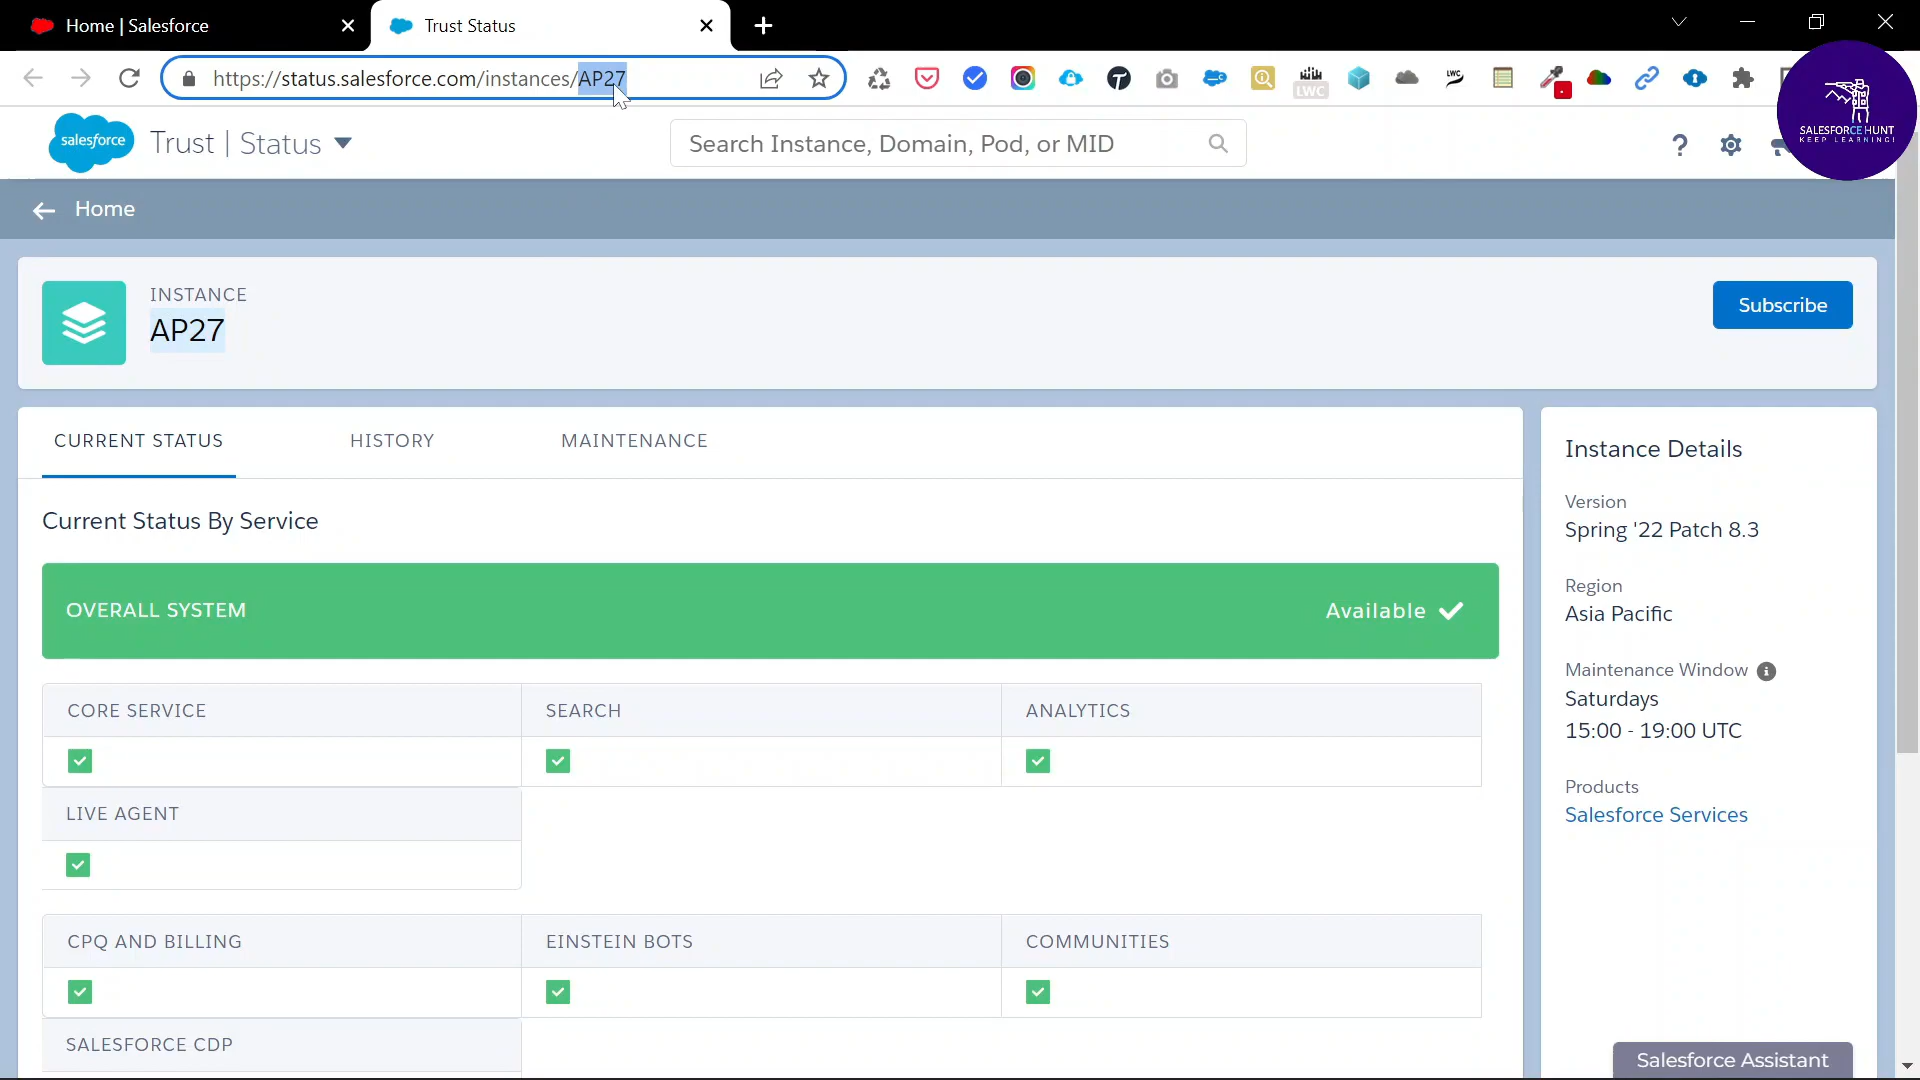 Home | Salesforce
Trust Status
https://status.salesforce.com/instances/AP27
LWC
LWC
SALESFORCE HUNT
KEEP LEARNING!
salesforce
Trust | Status
Search Instance, Domain, Pod, or MID
?
Home
INSTANCE
AP27
Subscribe
CURRENT STATUS
HISTORY
MAINTENANCE
Current Status By Service
OVERALL SYSTEM
Available
CORE SERVICE
SEARCH
ANALYTICS
LIVE AGENT
CPQ AND BILLING
EINSTEIN BOTS
COMMUNITIES
SALESFORCE CDP
Instance Details
Version
Spring '22 Patch 8.3
Region
Asia Pacific
Maintenance Window
Saturdays
15:00 - 19:00 UTC
Products
Salesforce Services
Salesforce Assistant